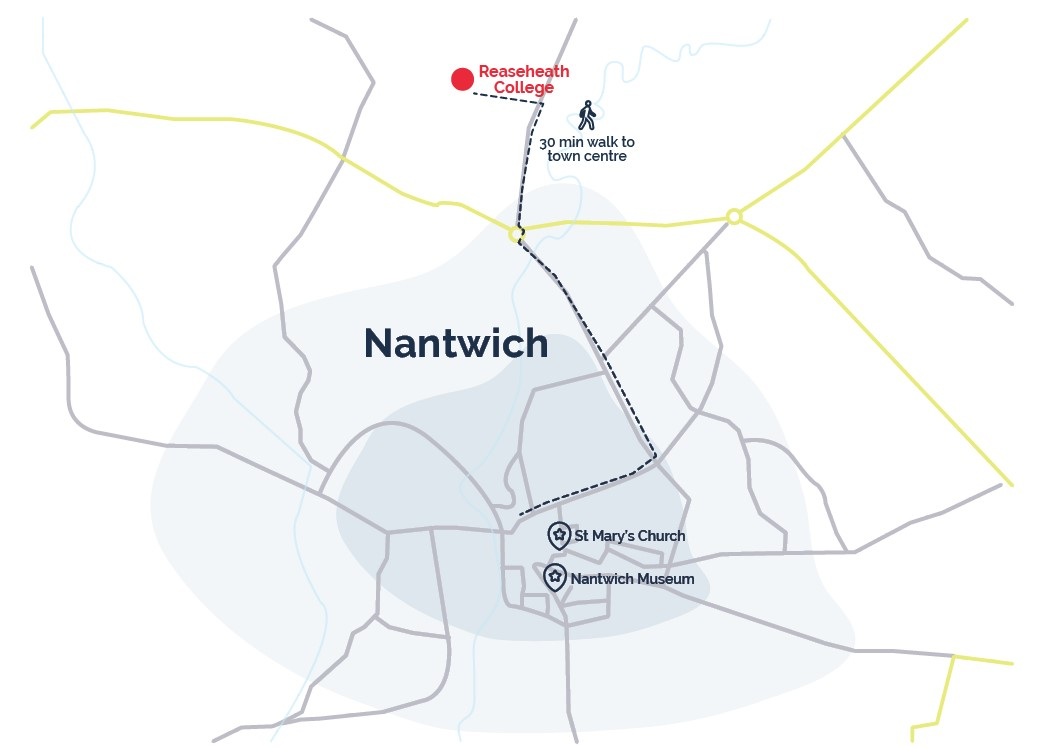 Reaseheath
College
30 min walk to
town centre
Nantwich
St Mary's Church
Nantwich Museum